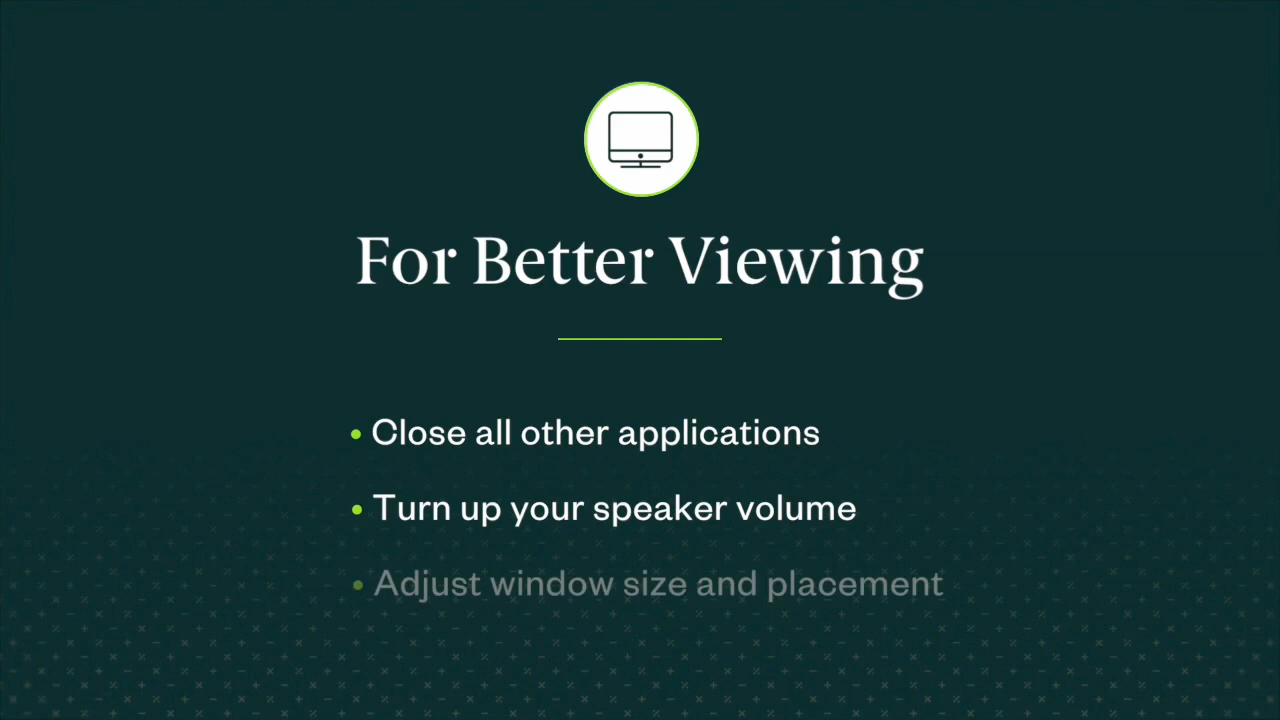 For Better Viewing
• Close all other applications
• Turn up your speaker volume
• Adjust window size and placement